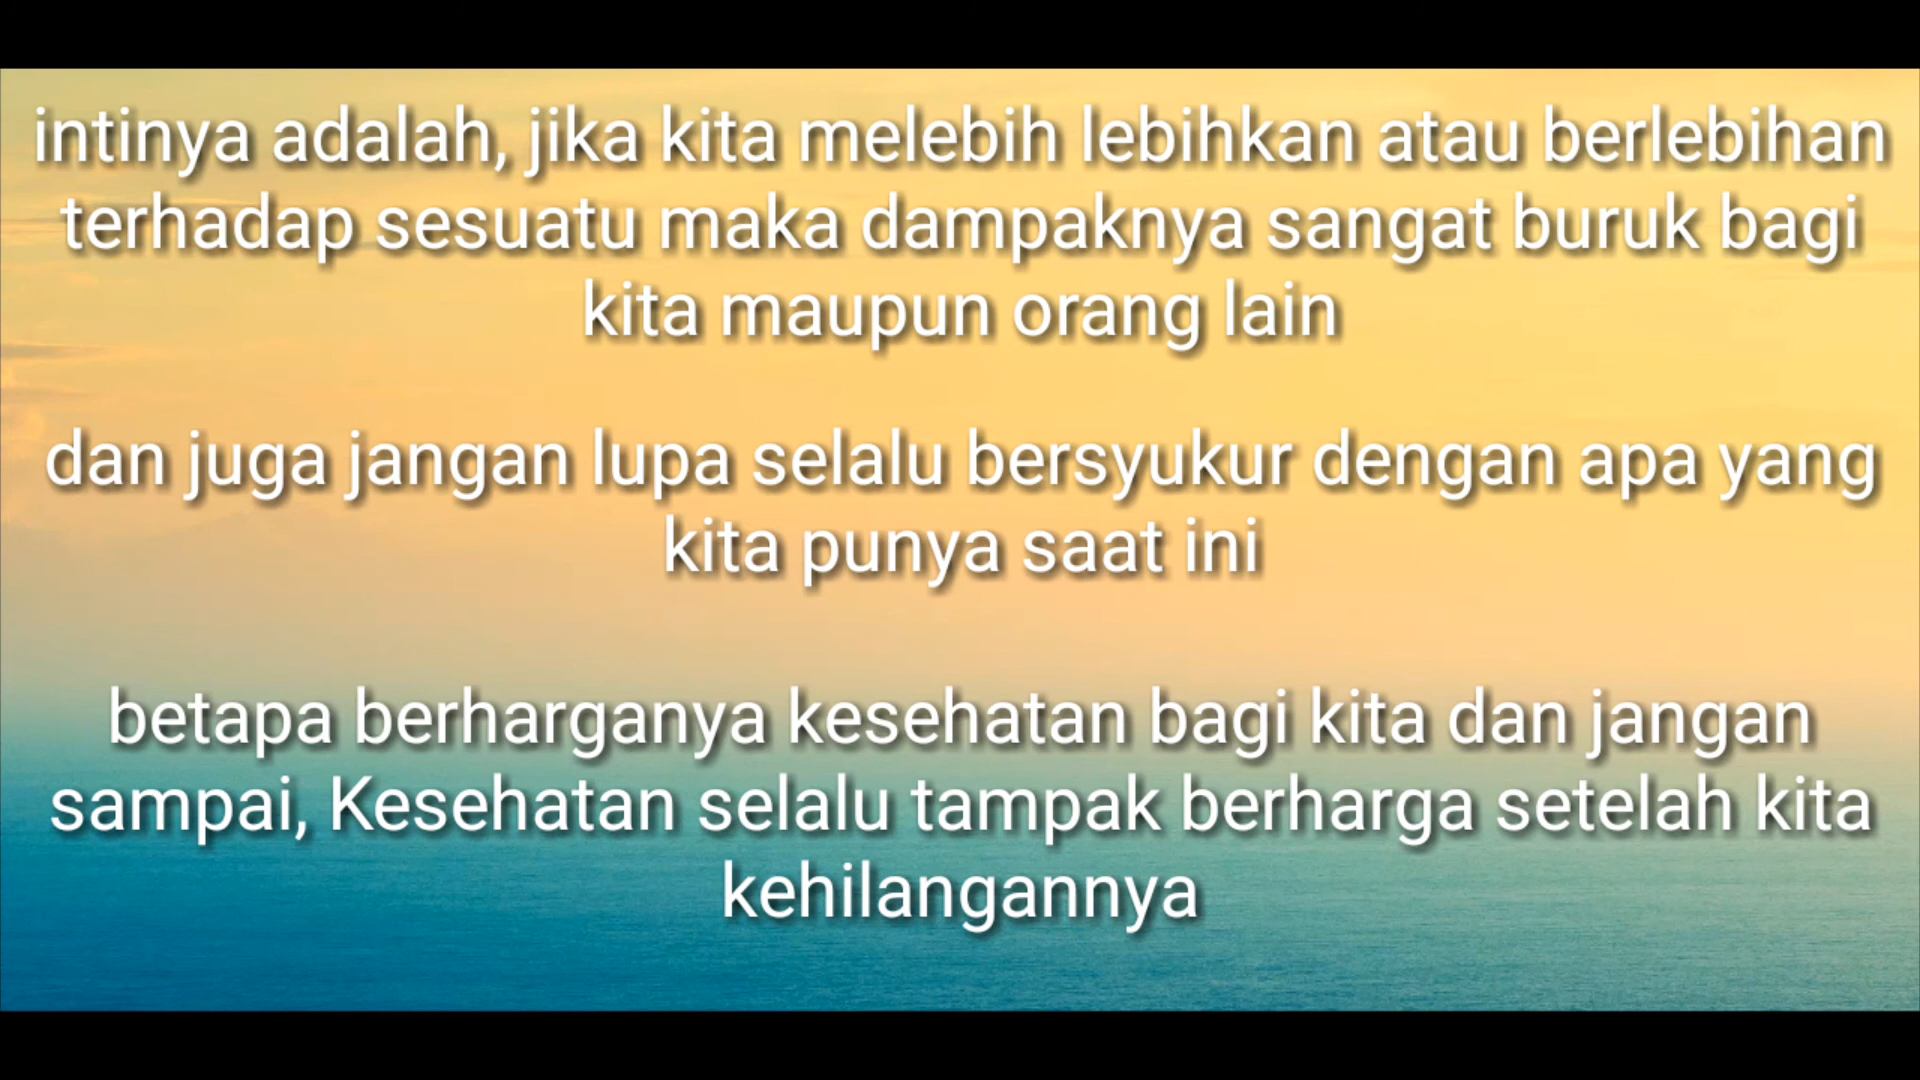 intinya adalah, jika kita melebih lebihkan atau berlebihan
terhadap sesuatu maka dampaknya sangat buruk bagi
kita maupun orang lain
dan juga jangan lupa selalu bersyukur dengan apa yang
kita punya saat ini
betapa berharganya kesehatan bagi kita dan jangan
sampai, Kesehatan selalu tampak berharga setelah kita
kehilangannya